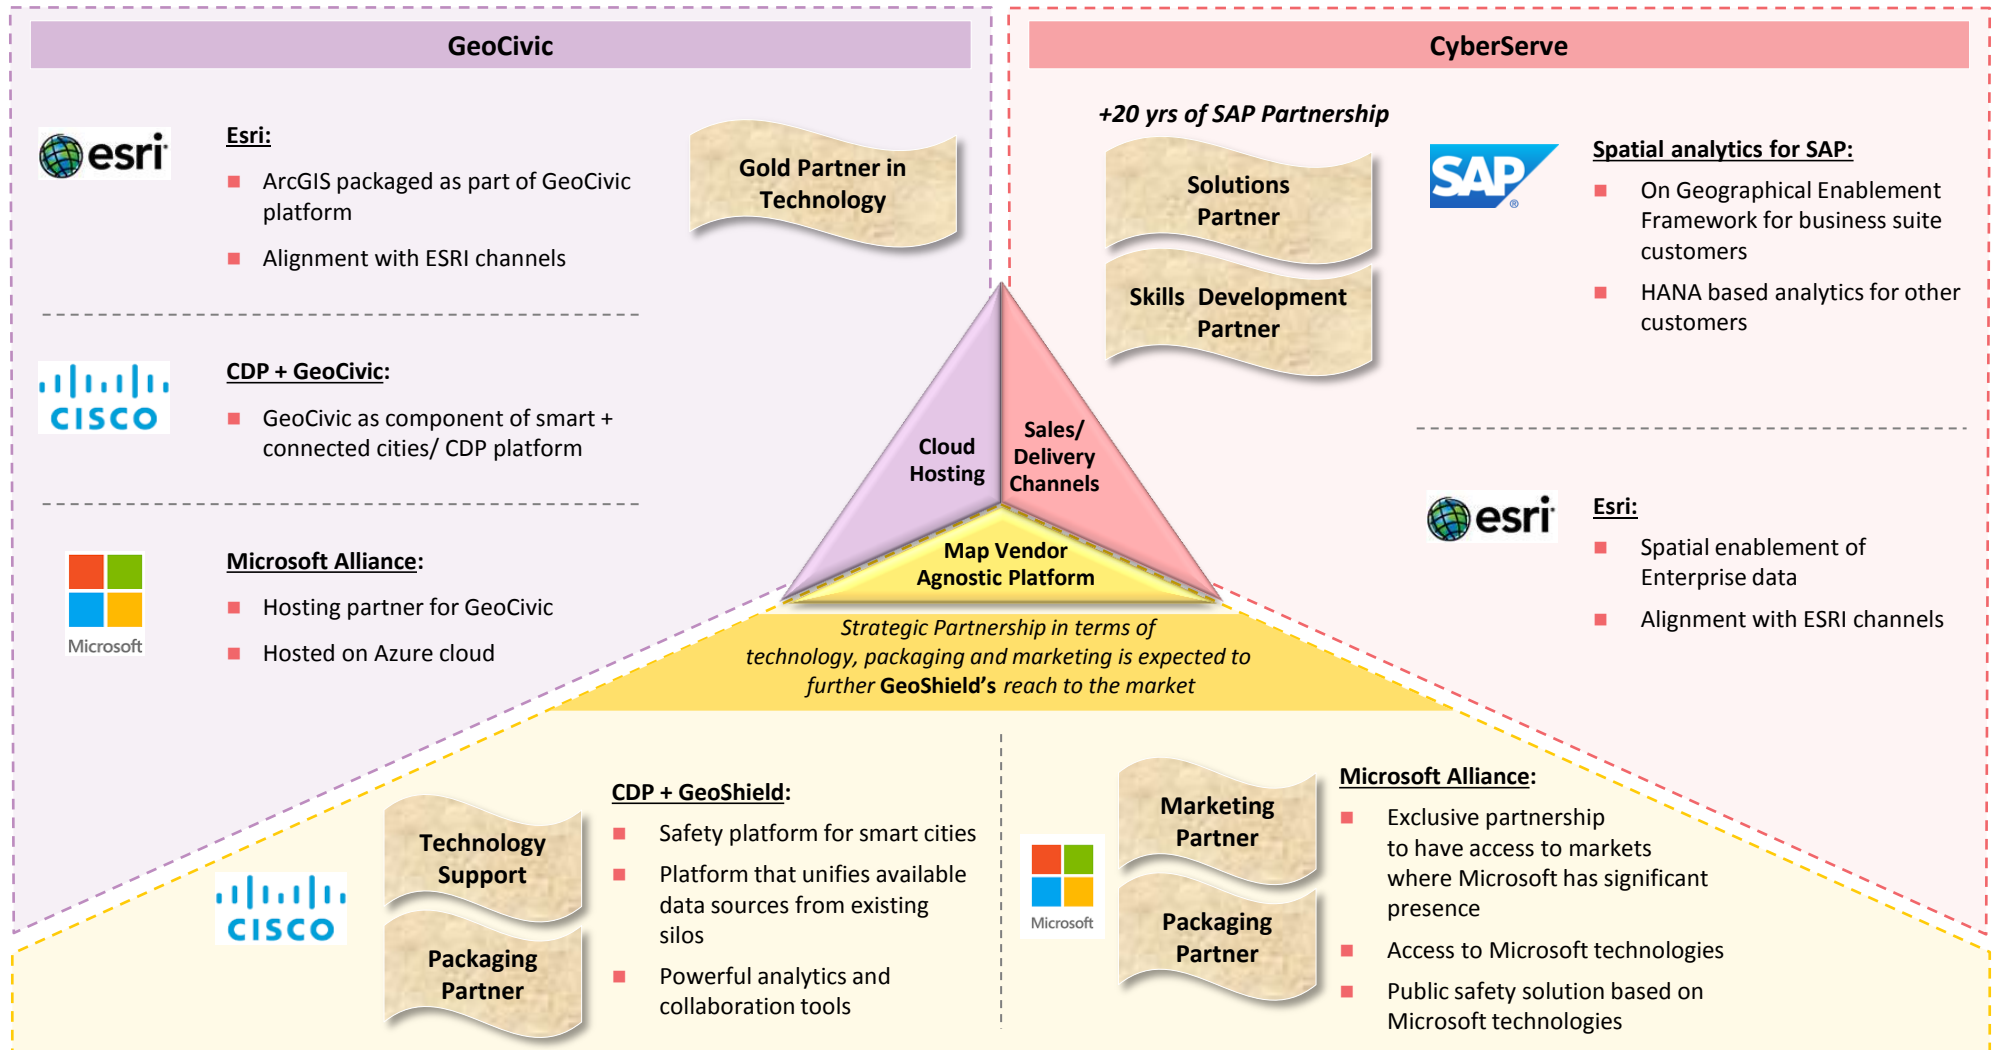 GeoCivic
esri
Esri:
ArcGIS packaged as part of GeoCivic
platform
Alignment with ESRI channels
Gold Partner in
Technology
CISCO
CDP + GeoCivic:
GeoCivic as component of smart +
connected cities/ CDP platform
Microsoft
Microsoft Alliance:
Hosting partner for GeoCivic
Hosted on Azure cloud
CyberServe
+20 yrs of SAP Partnership
Solutions
Partner
Skills Development
Partner
SAP
®
Spatial analytics for SAP:
On Geographical Enablement
Framework for business suite
customers
HANA based analytics for other
customers
esri
Esri:
Spatial enablement of
Enterprise data
Alignment with ESRI channels
Cloud
Hosting
Sales/
Delivery
Channels
Map Vendor
Agnostic Platform
Strategic Partnership in terms of
technology, packaging and marketing is expected to
further GeoShield’s reach to the market
CISCO
Technology
Support
Packaging
Partner
CDP + GeoShield:
Safety platform for smart cities
Platform that unifies available
data sources from existing
silos
Powerful analytics and
collaboration tools
Microsoft
Marketing
Partner
Packaging
Partner
Microsoft Alliance:
Exclusive partnership
to have access to markets
where Microsoft has significant
presence
Access to Microsoft technologies
Public safety solution based on
Microsoft technologies